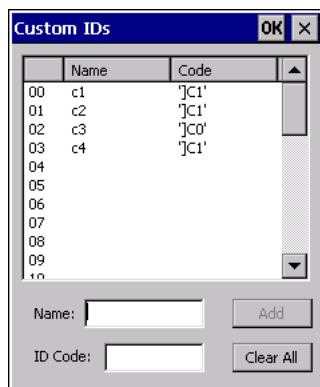 Custom IDs OK ×
Name Code
00 c1 ']C1'
01 c2 ']C1'
02 c3 ']C0'
03 c4 ']C1'
04
05
06
07
08
09
10
Name: Add
ID Code: Clear All